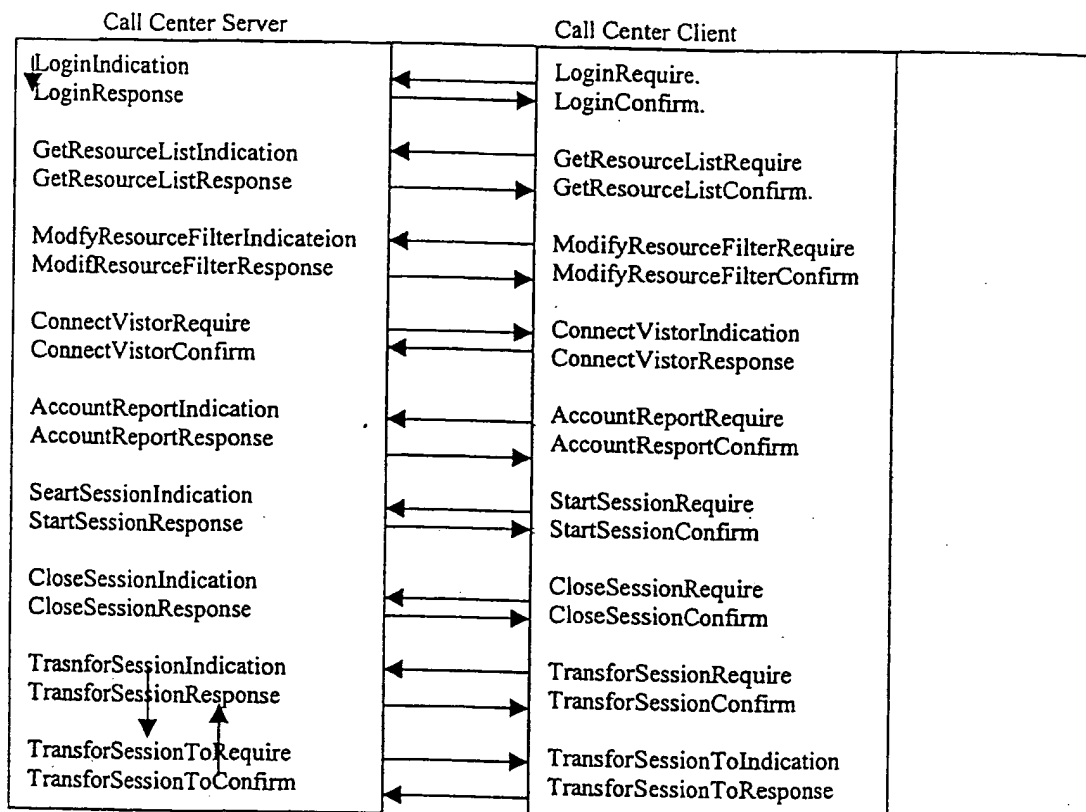 Call Center Server
Call Center Client
LoginIndication
LoginResponse
LoginRequire.
LoginConfirm.
GetResourceListIndication
GetResourceListResponse
GetResourceListRequire
GetResourceListConfirm.
ModfyResourceFilterIndicateion
ModifResourceFilterResponse
ModifyResourceFilterRequire
ModifyResourceFilterConfirm
ConnectVistorRequire
ConnectVistorConfirm
ConnectVistorIndication
ConnectVistorResponse
AccountReportIndication
AccountReportResponse
AccountReportRequire
AccountResportConfirm
SeartSessionIndication
StartSessionResponse
StartSessionRequire
StartSessionConfirm
CloseSessionIndication
CloseSessionResponse
CloseSessionRequire
CloseSessionConfirm
TrasnforSessionIndication
TransforSessionResponse
TransforSessionRequire
TransforSessionConfirm
TransforSessionToRequire
TransforSessionToConfirm
TransforSessionToIndication
TransforSessionToResponse